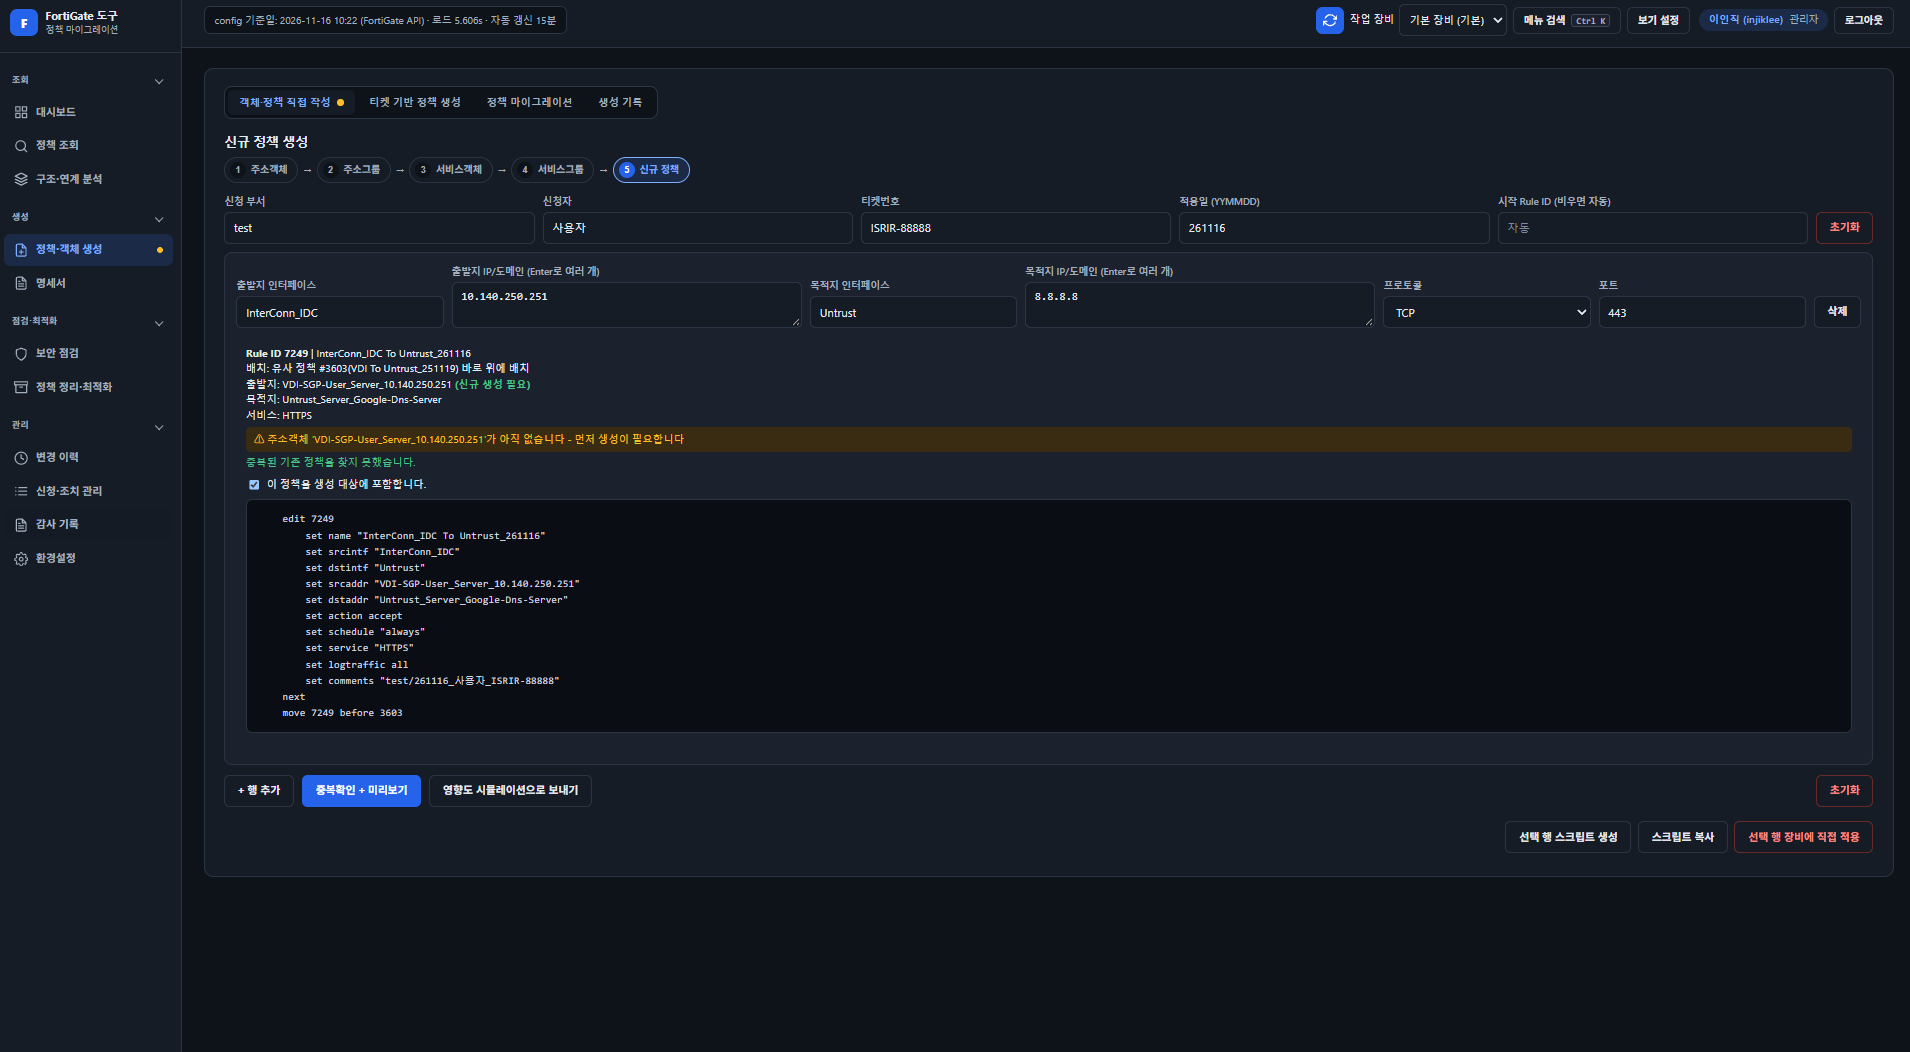 F
FortiGate 도구
정책 마이그레이션
config 기준일: 2026-11-16 10:22 (FortiGate API) · 로드 5.606s · 자동 갱신 15분
작업 장비
기본 장비 (기본)
메뉴 검색 Ctrl K
보기 설정
이인직 (injiklee) 관리자
로그아웃
조회
대시보드
정책 조회
구조·연계 분석
생성
정책·객체 생성
명세서
점검·최적화
보안 점검
정책 정리·최적화
관리
변경 이력
신청·조치 관리
감사 기록
환경설정
객체·정책 직접 작성
티켓 기반 정책 생성
정책 마이그레이션
생성 기록
신규 정책 생성
1 주소객체 → 2 주소그룹 → 3 서비스객체 → 4 서비스그룹 → 5 신규 정책
신청 부서
신청자
티켓번호
적용일 (YYMMDD)
시작 Rule ID (비우면 자동)
test
사용자
ISRIR-88888
261116
자동
초기화
출발지 인터페이스
출발지 IP/도메인 (Enter로 여러 개)
목적지 인터페이스
목적지 IP/도메인 (Enter로 여러 개)
프로토콜
포트
InterConn_IDC
10.140.250.251
Untrust
8.8.8.8
TCP
443
삭제
Rule ID 7249 | InterConn_IDC To Untrust_261116
배치: 유사 정책 #3603(VDI To Untrust_251119) 바로 위에 배치
출발지: VDI-SGP-User_Server_10.140.250.251 (신규 생성 필요)
목적지: Untrust_Server_Google-Dns-Server
서비스: HTTPS
⚠ 주소객체 'VDI-SGP-User_Server_10.140.250.251'가 아직 없습니다 - 먼저 생성이 필요합니다
중복된 기존 정책을 찾지 못했습니다.
이 정책을 생성 대상에 포함합니다.
edit 7249
set name "InterConn_IDC To Untrust_261116"
set srcintf "InterConn_IDC"
set dstintf "Untrust"
set srcaddr "VDI-SGP-User_Server_10.140.250.251"
set dstaddr "Untrust_Server_Google-Dns-Server"
set action accept
set schedule "always"
set service "HTTPS"
set logtraffic all
set comments "test/261116_사용자_ISRIR-88888"
next
move 7249 before 3603
+ 행 추가
중복확인 + 미리보기
영향도 시뮬레이션으로 보내기
초기화
선택 행 스크립트 생성
스크립트 복사
선택 행 장비에 직접 적용